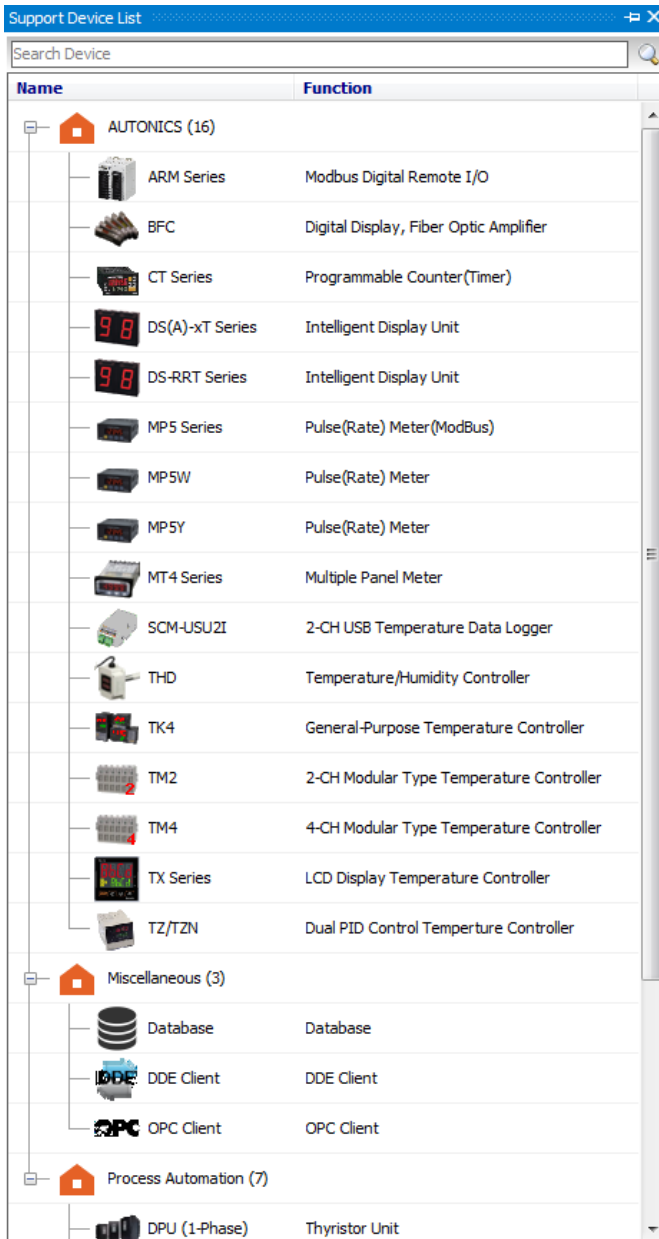 Support Device List
Search Device
Name Function
AUTONICS (16)
ARM Series Modbus Digital Remote I/O
BFC Digital Display, Fiber Optic Amplifier
CT Series Programmable Counter(Timer)
DS(A)-xT Series Intelligent Display Unit
DS-RRT Series Intelligent Display Unit
MP5 Series Pulse(Rate) Meter(ModBus)
MP5W Pulse(Rate) Meter
MP5Y Pulse(Rate) Meter
MT4 Series Multiple Panel Meter
SCM-USU2I 2-CH USB Temperature Data Logger
THD Temperature/Humidity Controller
TK4 General-Purpose Temperature Controller
2 TM2 2-CH Modular Type Temperature Controller
4 TM4 4-CH Modular Type Temperature Controller
TX Series LCD Display Temperature Controller
TZ/TZN Dual PID Control Temperture Controller
Miscellaneous (3)
Database Database
DDE DDE Client DDE Client
OPC OPC Client OPC Client
Process Automation (7)
DPU (1-Phase) Thyristor Unit